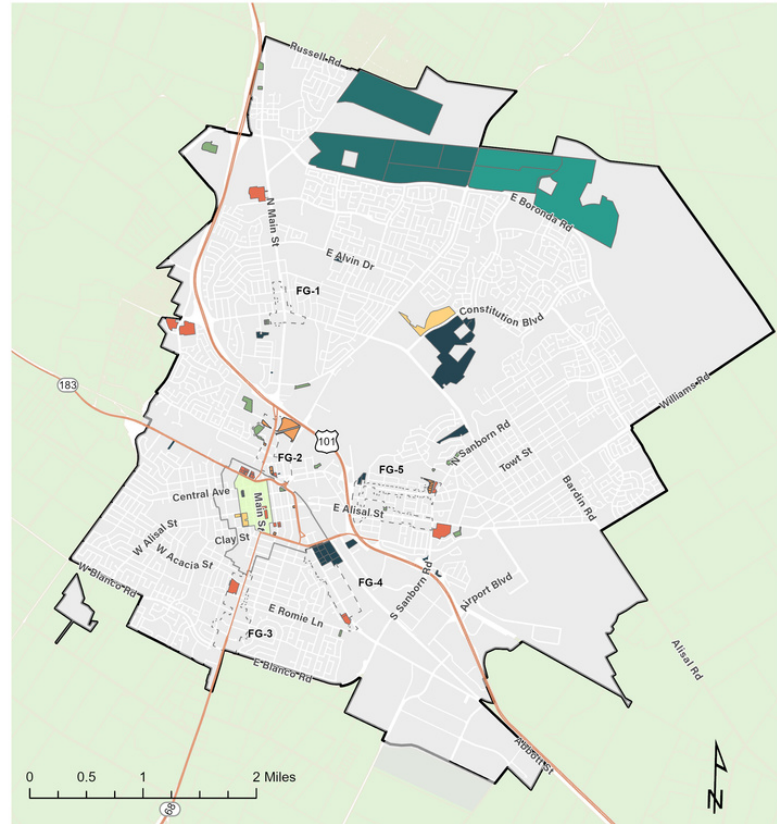 Russell Rd
N Main St
E Boronda Rd
E Alvin Dr
FG-1
Constitution Blvd
183
Williams Rd
101
N Sanborn Rd
FG-2
Towt St
FG-5
Central Ave
Main St
E Alisal St
Bardin Rd
W Alisal St
Clay St
W Acacia St
FG-4
W Blanco Rd
S Sanborn Rd
Airport Blvd
E Romie Ln
FG-3
Alisal Rd
E Blanco Rd
Abbott St
0 0.5 1 2 Miles
68
N